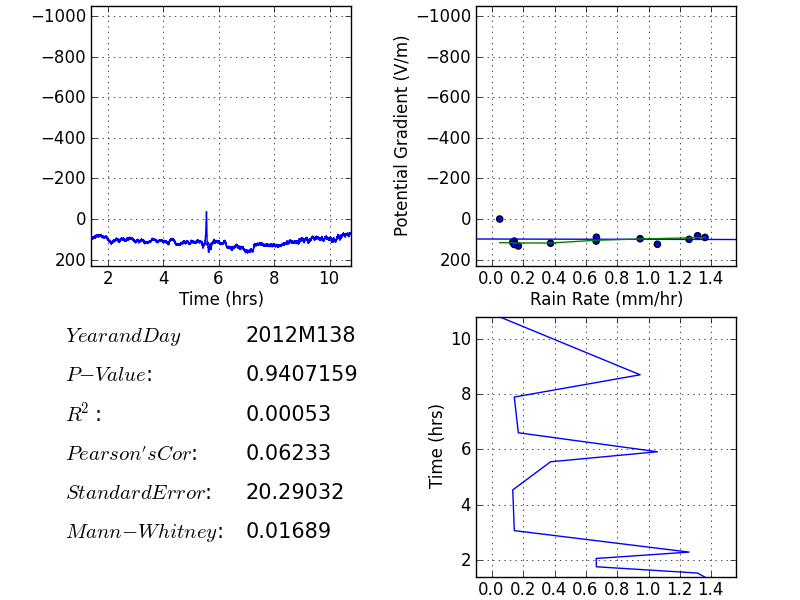 −1000
−800
−600
−400
−200
0
200
2 4 6 8 10
Time (hrs)
Potential Gradient (V/m)
−1000
−800
−600
−400
−200
0
200
0.0 0.2 0.4 0.6 0.8 1.0 1.2 1.4
Rain Rate (mm/hr)
YearandDay 2012M138
P−Value: 0.9407159
R² : 0.00053
Pearson'sCor: 0.06233
StandardError: 20.29032
Mann−Whitney: 0.01689
Time (hrs)
10
8
6
4
2
0.0 0.2 0.4 0.6 0.8 1.0 1.2 1.4